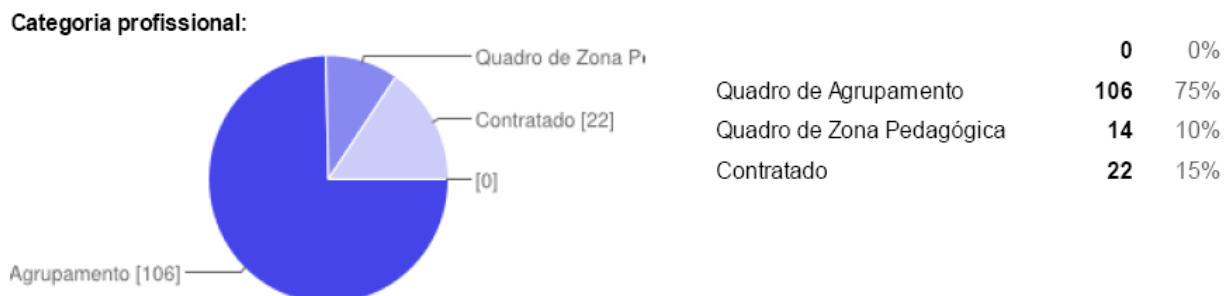 Categoria profissional:
Quadro de Zona P
Contratado [22]
[0]
Agrupamento [106]
0 0%
Quadro de Agrupamento 106 75%
Quadro de Zona Pedagógica 14 10%
Contratado 22 15%